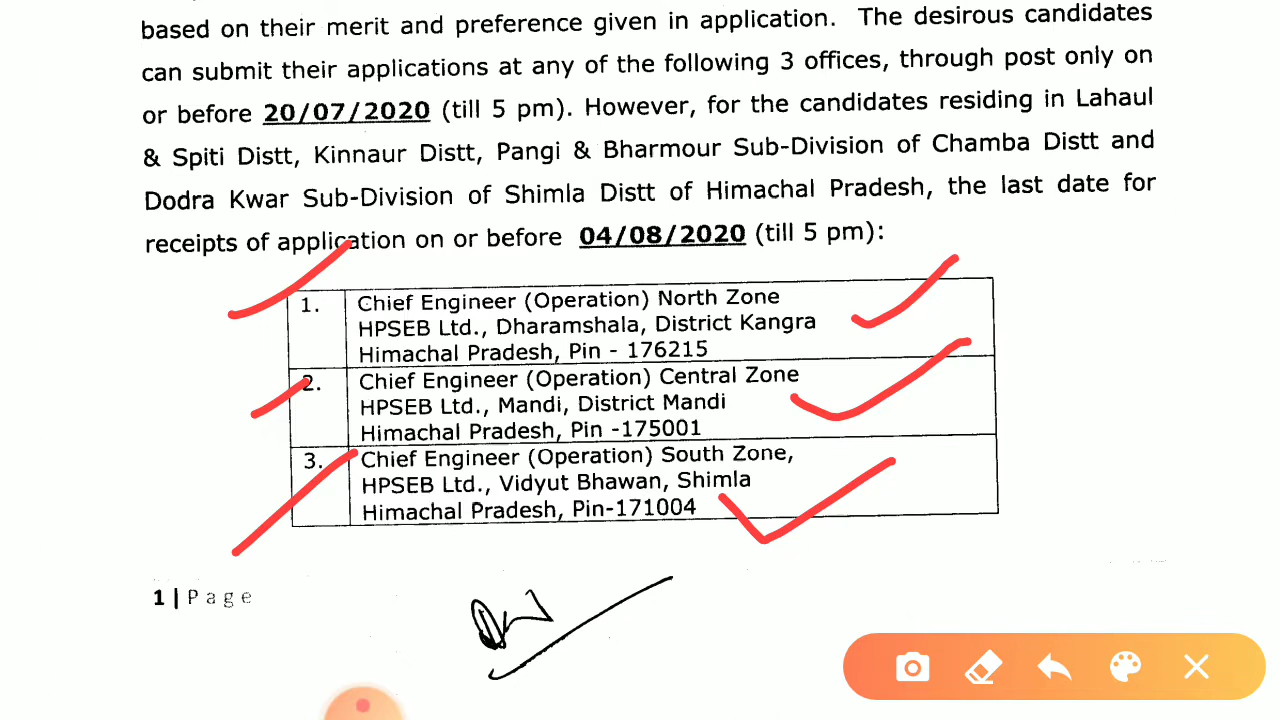 based on their merit and preference given in application. The desirous candidates
can submit their applications at any of the following 3 offices, through post only on
or before 20/07/2020 (till 5 pm). However, for the candidates residing in Lahaul
& Spiti Distt, Kinnaur Distt, Pangi & Bharmour Sub-Division of Chamba Distt and
Dodra Kwar Sub-Division of Shimla Distt of Himachal Pradesh, the last date for
receipts of application on or before 04/08/2020 (till 5 pm):
1. Chief Engineer (Operation) North Zone
HPSEB Ltd., Dharamshala, District Kangra
Himachal Pradesh, Pin - 176215
2. Chief Engineer (Operation) Central Zone
HPSEB Ltd., Mandi, District Mandi
Himachal Pradesh, Pin -175001
3. Chief Engineer (Operation) South Zone,
HPSEB Ltd., Vidyut Bhawan, Shimla
Himachal Pradesh, Pin-171004
1 | Page